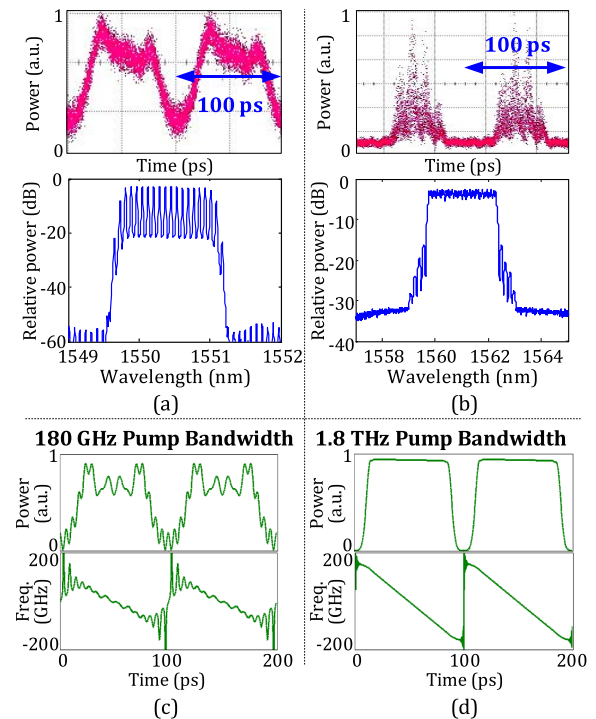 1
Power (a.u.)
0
100 ps
Time (ps)
1
Power (a.u.)
0
100 ps
Time (ps)
0
-20
-40
-60
Relative power (dB)
1549 1550 1551 1552
Wavelength (nm)
(a)
0
-10
-20
-30
-40
Relative power (dB)
1558 1560 1562 1564
Wavelength (nm)
(b)
180 GHz Pump Bandwidth
1
Power
(a.u.)
0
200
Freq.
(GHz)
-200
0 100 200
Time (ps)
(c)
1.8 THz Pump Bandwidth
1
Power
(a.u.)
0
200
Freq.
(GHz)
-200
0 100 200
Time (ps)
(d)